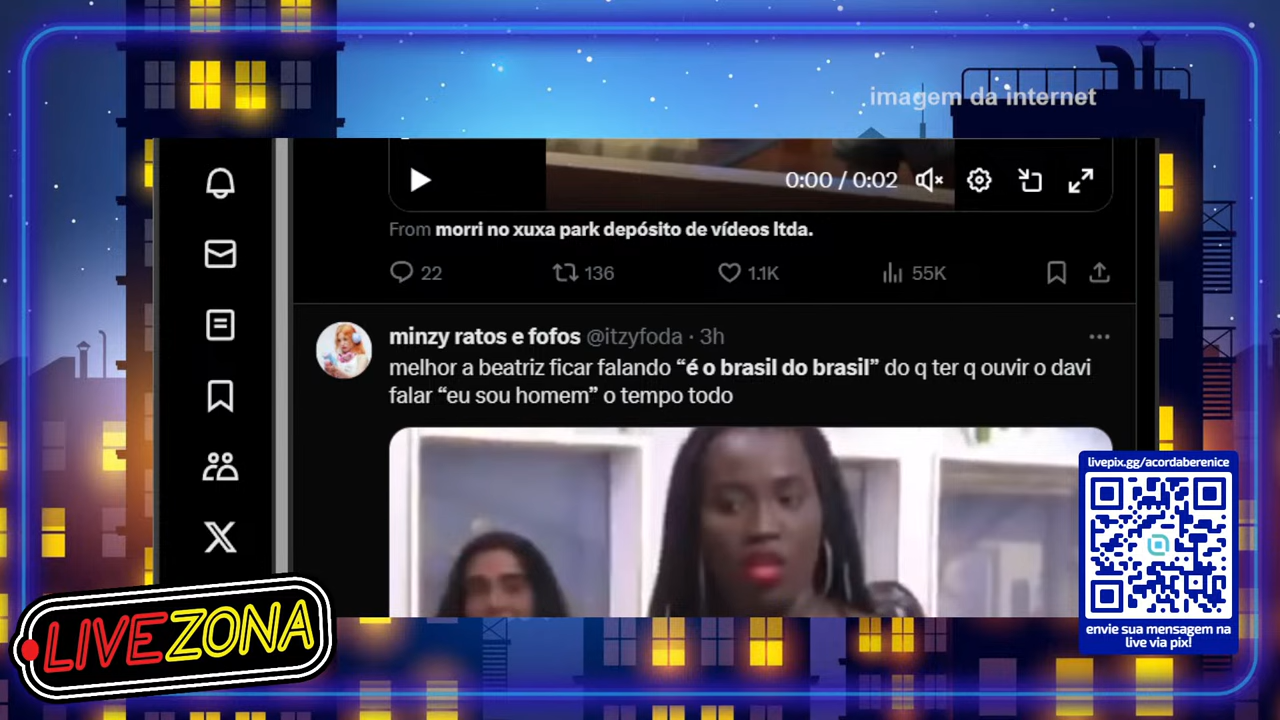 imagem da internet
0:00 / 0:02
From morri no xuxa park depósito de vídeos ltda.
22 136 1.1K 55K
minzy ratos e fofos @itzyfoda · 3h
melhor a beatriz ficar falando “é o brasil do brasil” do q ter q ouvir o davi
falar “eu sou homem” o tempo todo
livepix.gg/acordaberenice
envie sua mensagem na
live via pix!
LIVEZONA